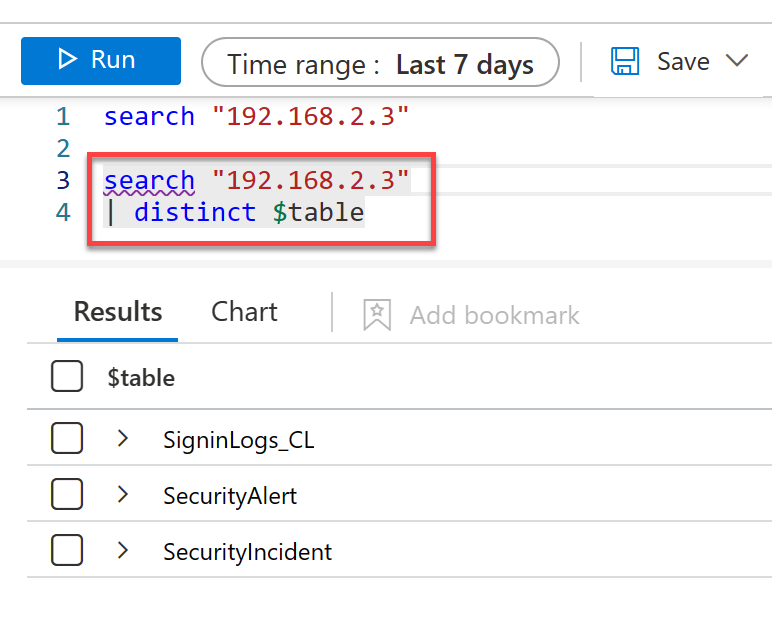 Run Time range : Last 7 days Save
1 search "192.168.2.3"
2
3 search "192.168.2.3"
4 | distinct $table
Results Chart Add bookmark
$table
SigninLogs_CL
SecurityAlert
SecurityIncident